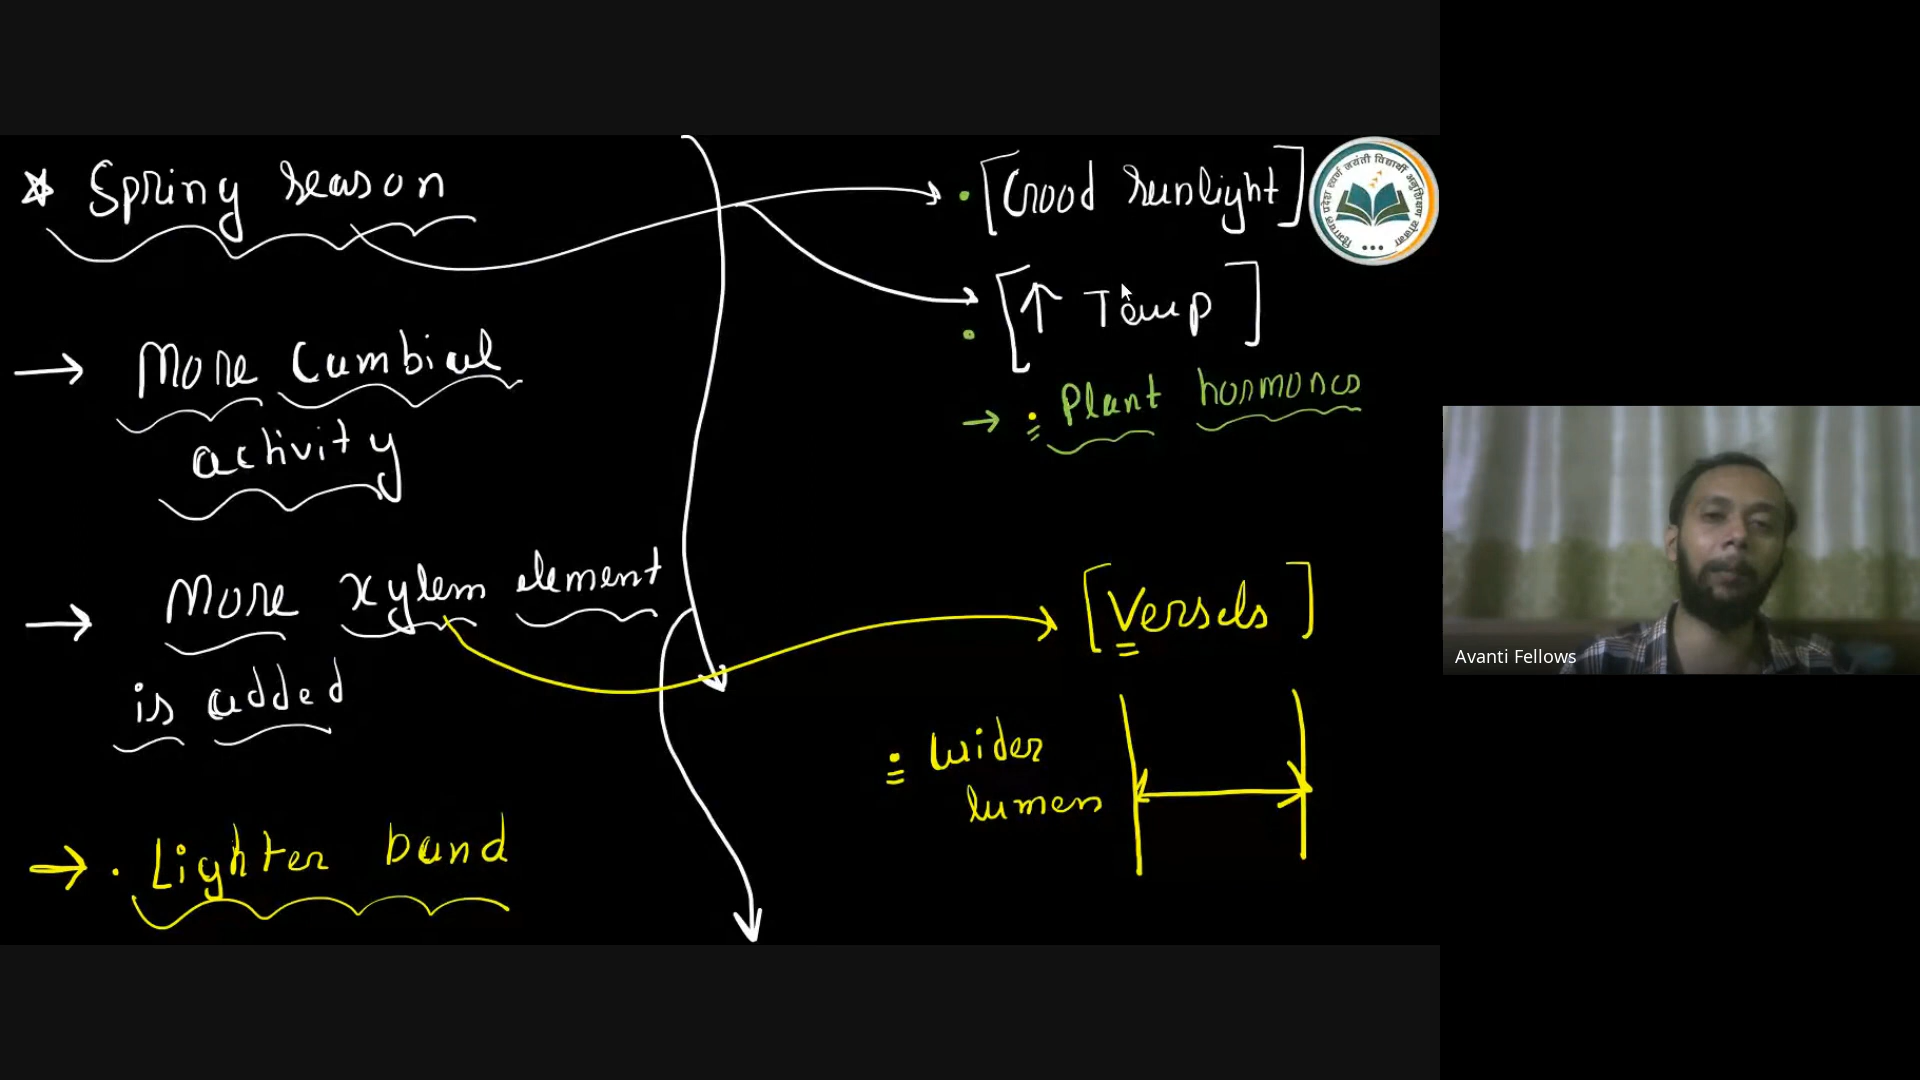 Spring season
→ More Cambial
activity
→ More xylem element
is added
→ . Lighter band
. [Good sunlight]
. [↑ Temp]
→ : Plant hormones
[Vessels]
: Wider
lumen
Avanti Fellows